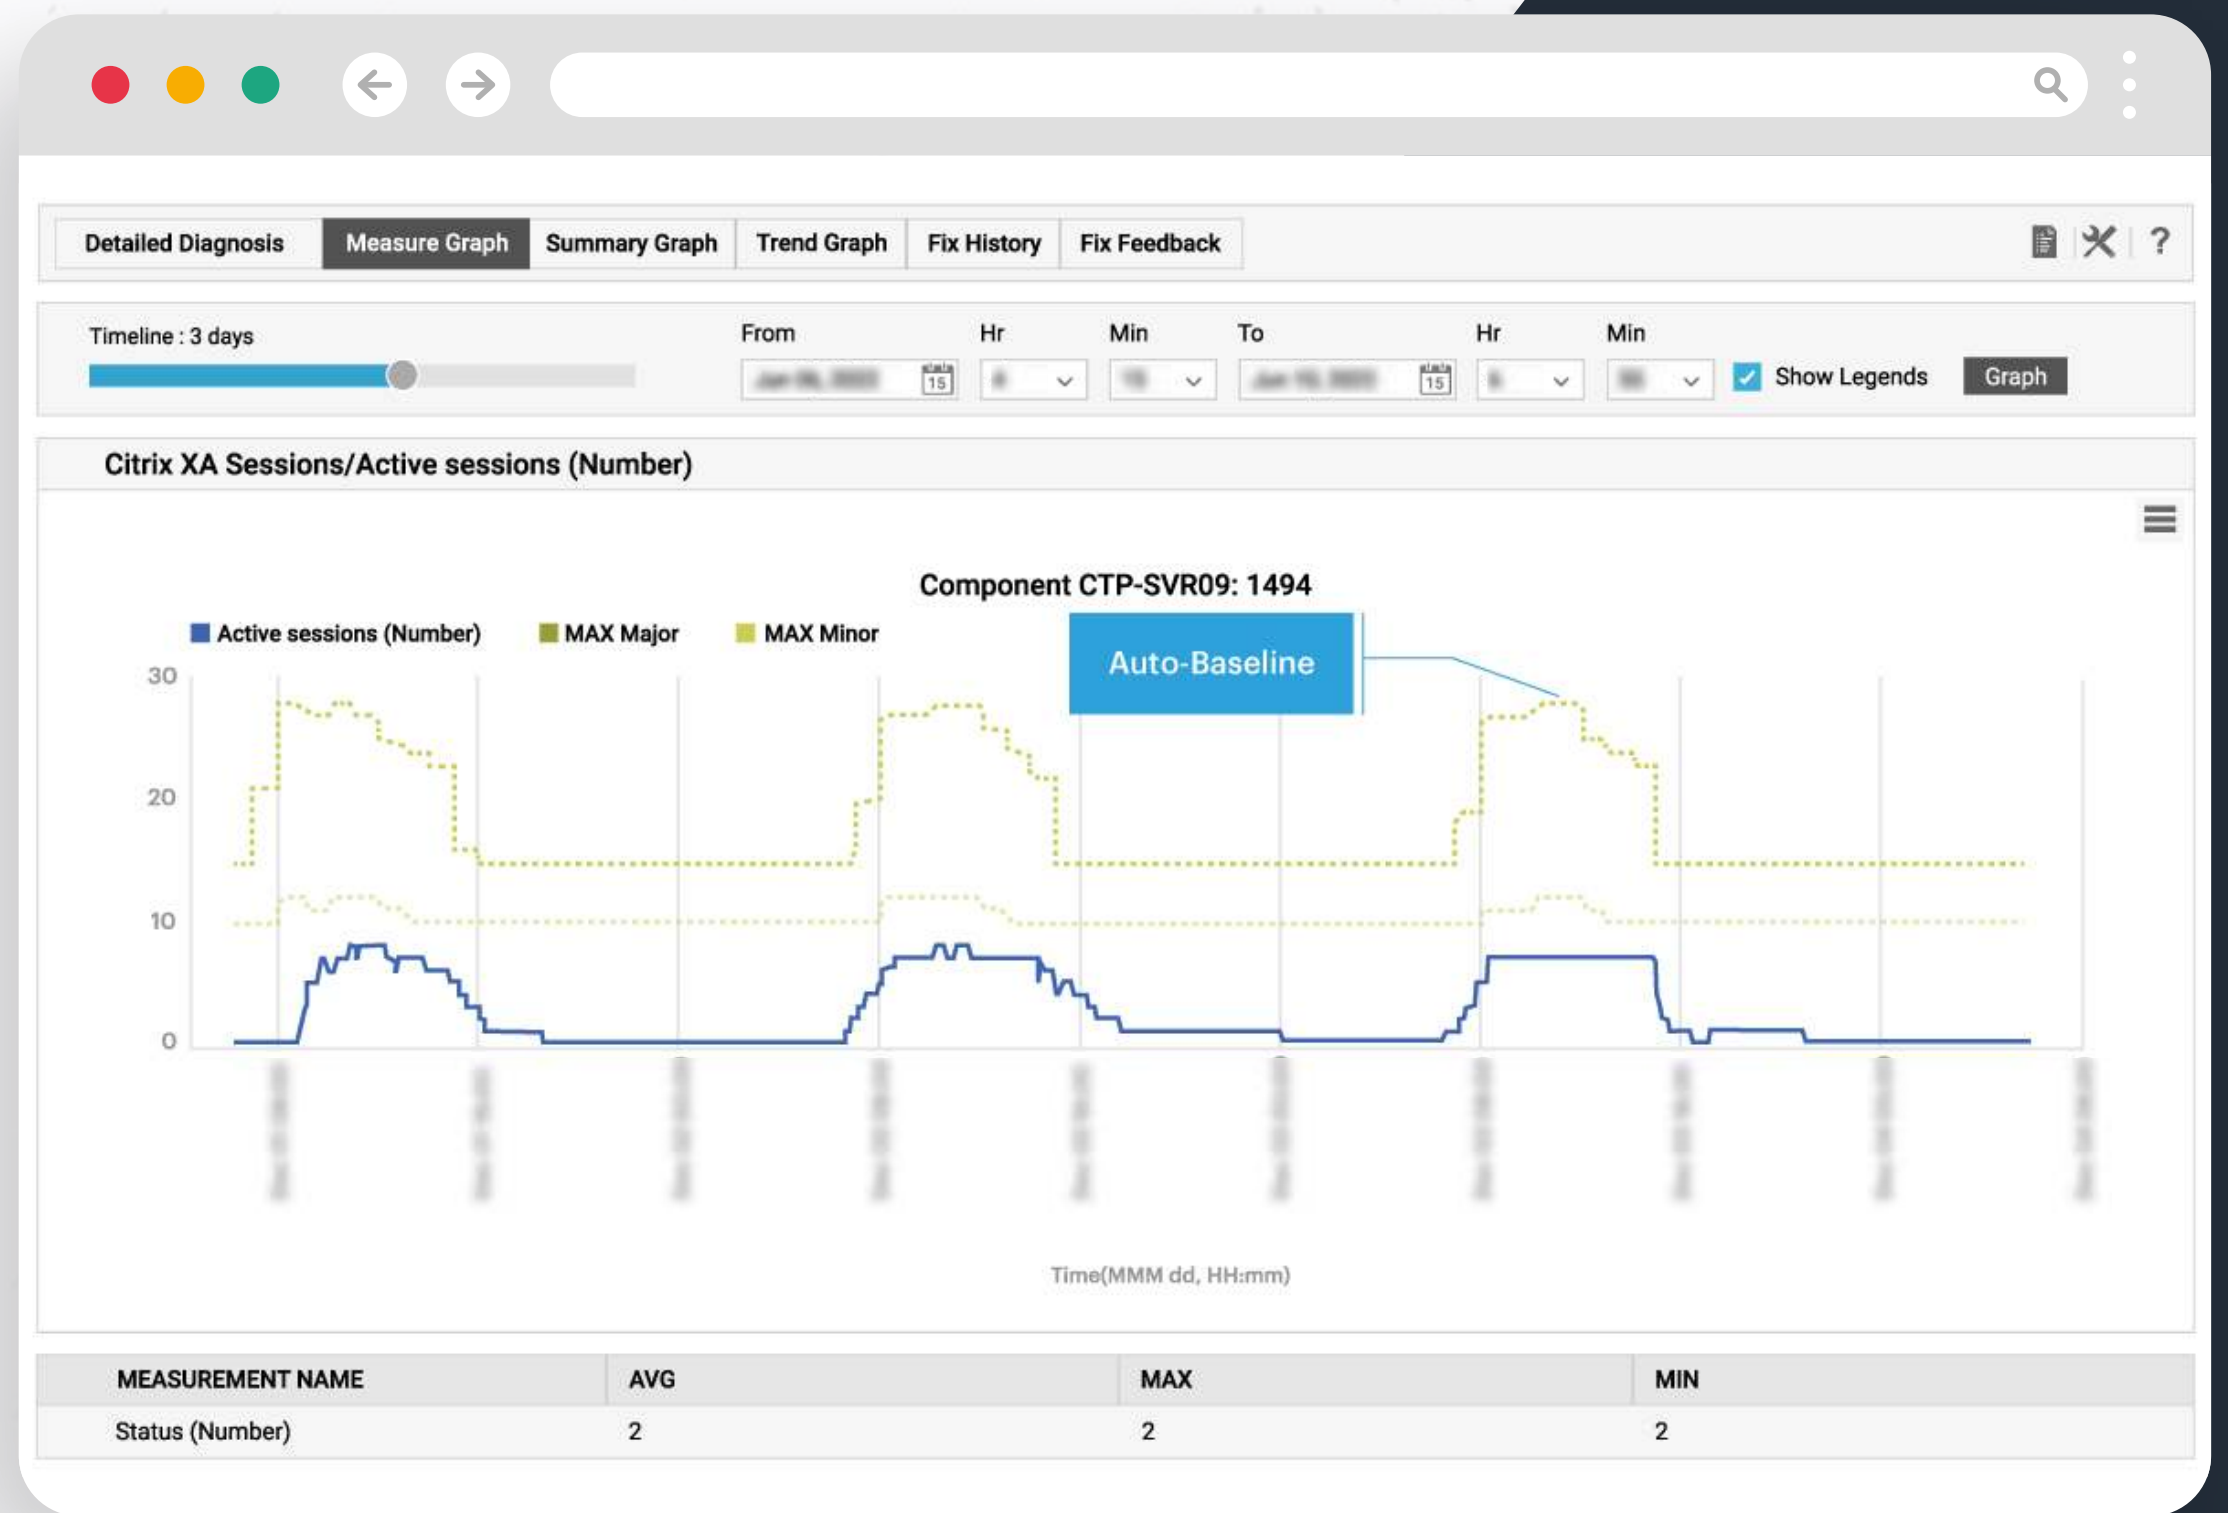 Detailed Diagnosis Measure Graph Summary Graph Trend Graph Fix History Fix Feedback ?
Timeline : 3 days From Hr Min To Hr Min
15 15 Show Legends Graph
Citrix XA Sessions/Active sessions (Number)
Component CTP-SVR09: 1494
Active sessions (Number) MAX Major MAX Minor
Auto-Baseline
30
20
10
0
Time(MMM dd, HH:mm)
MEASUREMENT NAME AVG MAX MIN
Status (Number) 2 2 2